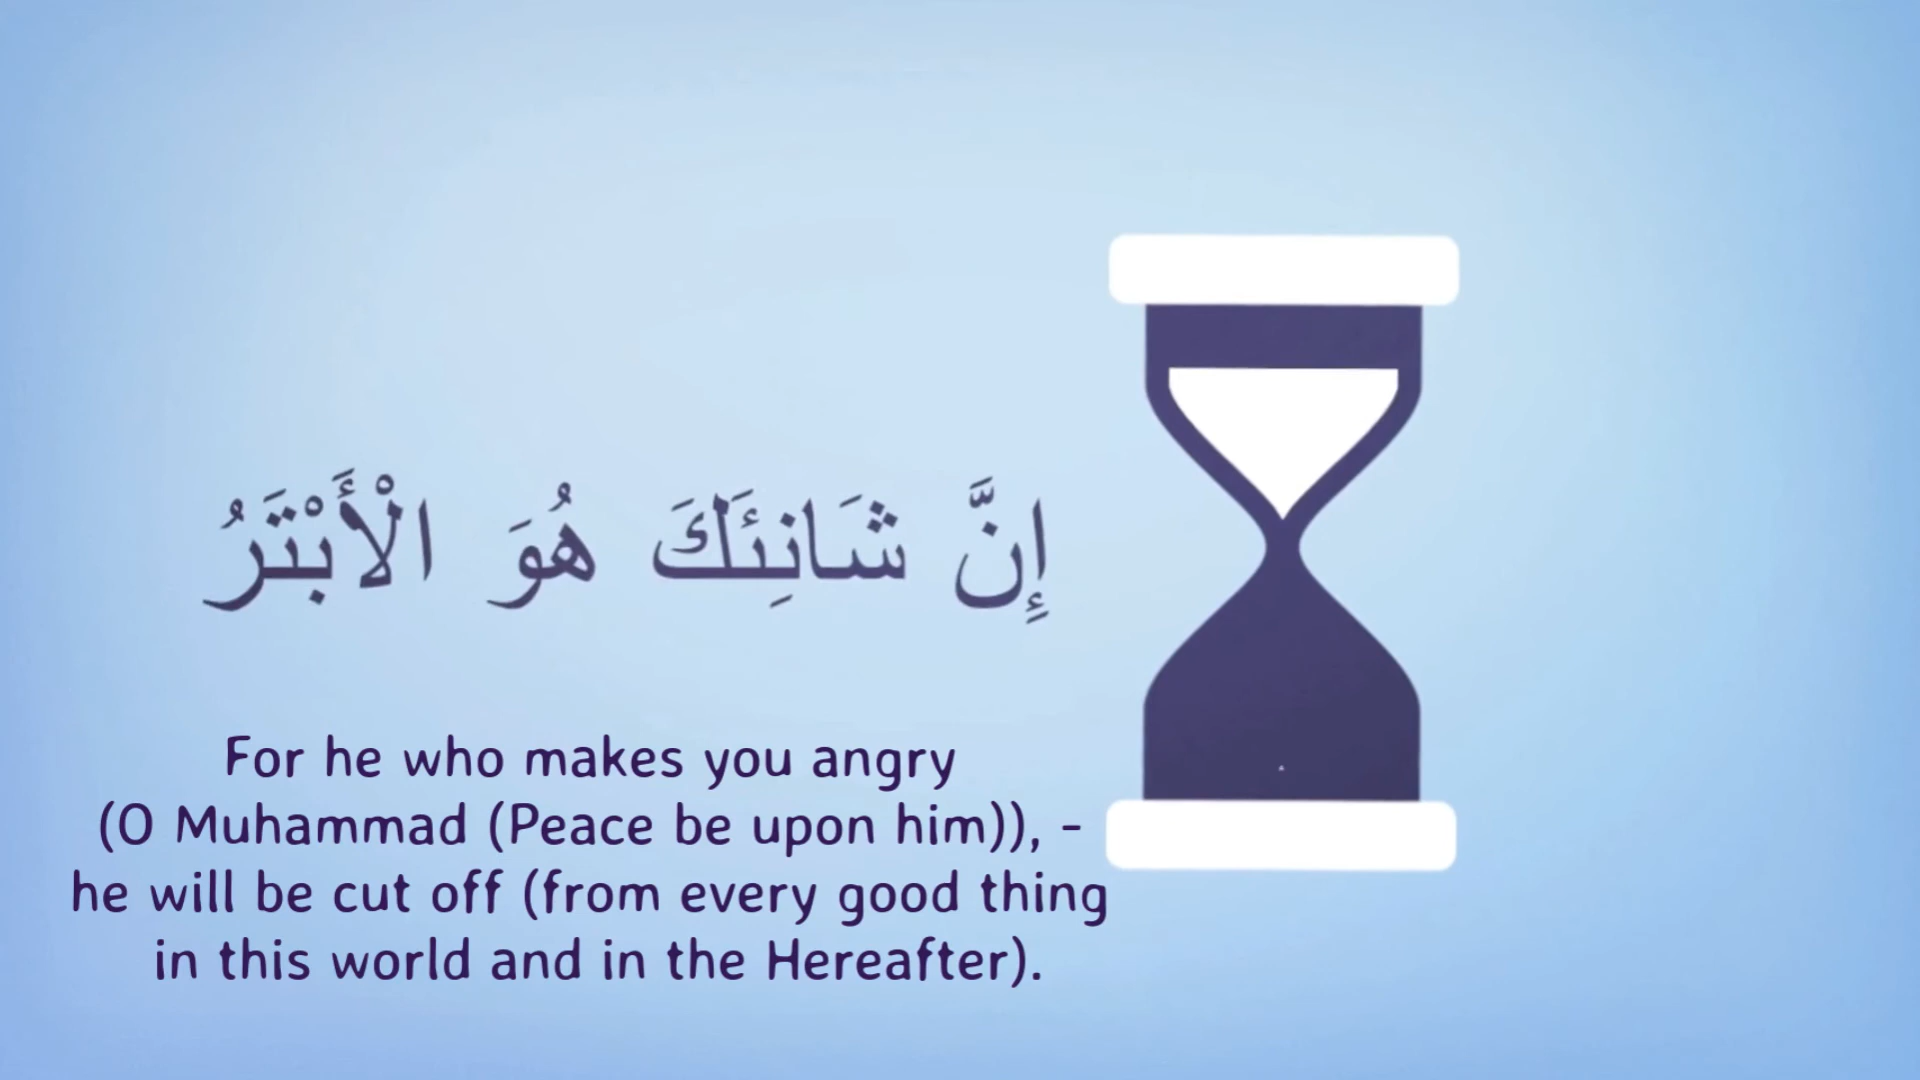 إِنَّ شَانِئَكَ هُوَ الْأَبْتَرُ
For he who makes you angry
(O Muhammad (Peace be upon him)), -
he will be cut off (from every good thing
in this world and in the Hereafter).